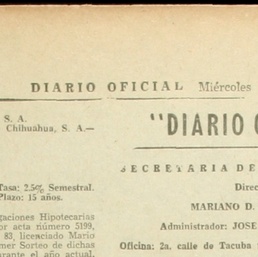 DIARIO OFICIAL Miércoles
S. A.
Chihuahua, S. A.—
Tasa: 2.5% Semestral.
Plazo: 15 años.
gaciones Hipotecarias
or acta número 5199,
83, licenciado Mario
mer Sorteo de dichas
urante el año actual.
"DIARIO
SECRETARIA DE
Direc
MARIANO D.
Administrador: JOSE
Oficina: 2a. calle de Tacuba